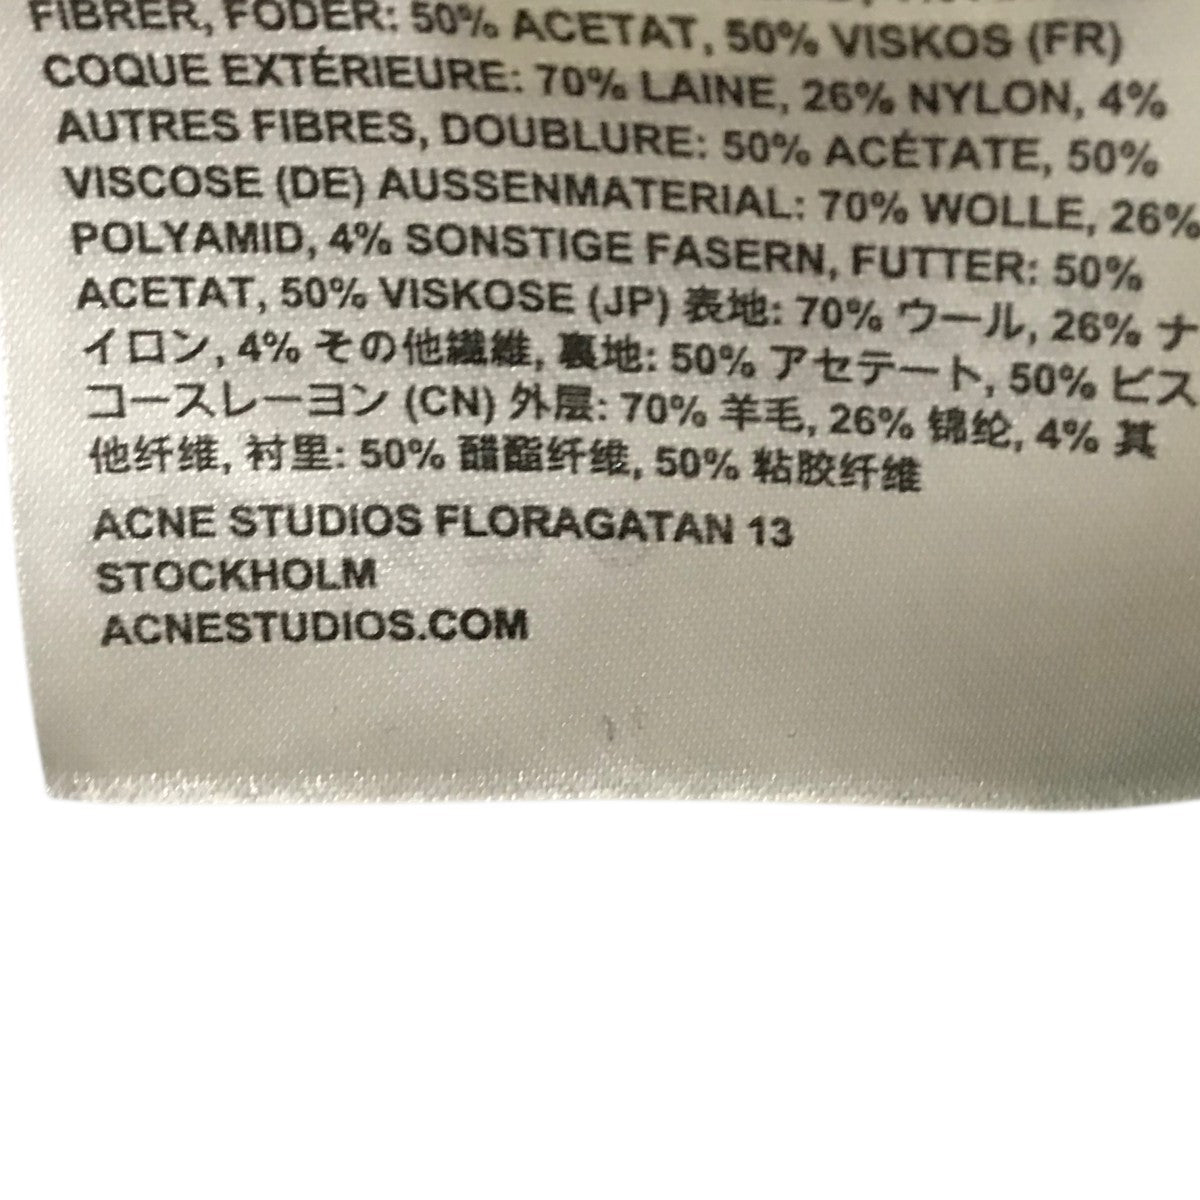 FIBRER, FODER: 50% ACETAT, 50% VISKOS (FR)
COQUE EXTÉRIEURE: 70% LAINE, 26% NYLON, 4%
AUTRES FIBRES, DOUBLURE: 50% ACÉTATE, 50%
VISCOSE (DE) AUSSENMATERIAL: 70% WOLLE, 26%
POLYAMID, 4% SONSTIGE FASERN, FUTTER: 50%
ACETAT, 50% VISKOSE (JP) 表地: 70% ウール, 26% ナ
イロン, 4% その他繊維, 裏地: 50% アセテート, 50% ビス
コースレーヨン (CN) 外层: 70% 羊毛, 26% 锦纶, 4% 其
他纤维, 衬里: 50% 醋酯纤维, 50% 粘胶纤维
ACNE STUDIOS FLORAGATAN 13
STOCKHOLM
ACNESTUDIOS.COM